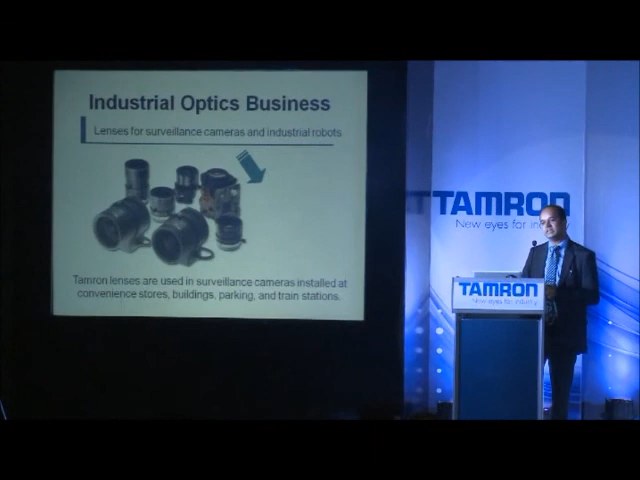 Industrial Optics Business
Lenses for surveillance cameras and industrial robots
Tamron lenses are used in surveillance cameras installed at
convenience stores, buildings, parking, and train stations.
TAMRON
New eyes for
TAMRON
New eyes for industry